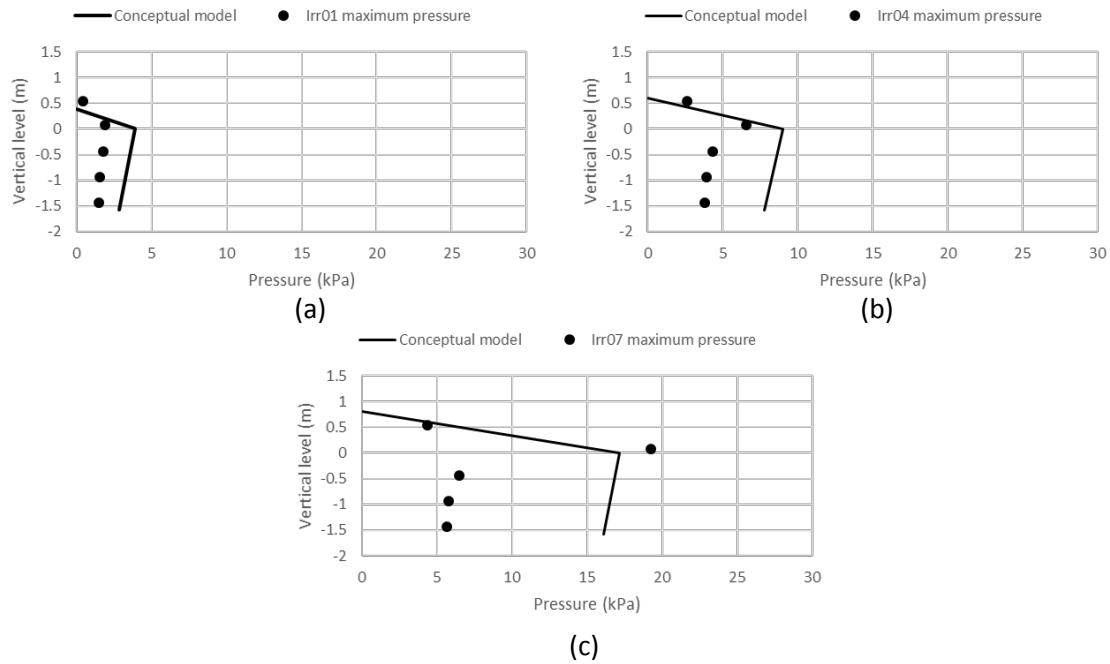 Conceptual model Irr01 maximum pressure
1.5
1
0.5
0
-0.5
-1
-1.5
-2
Vertical level (m)
0 5 10 15 20 25 30
Pressure (kPa)
(a)
Conceptual model Irr04 maximum pressure
1.5
1
0.5
0
-0.5
-1
-1.5
-2
Vertical level (m)
0 5 10 15 20 25 30
Pressure (kPa)
(b)
Conceptual model Irr07 maximum pressure
1.5
1
0.5
0
-0.5
-1
-1.5
-2
Vertical level (m)
0 5 10 15 20 25 30
Pressure (kPa)
(c)